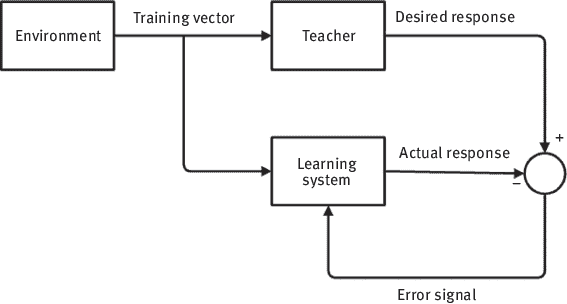 Environment
Training vector
Teacher
Desired response
+
Learning
system
Actual response
−
Error signal